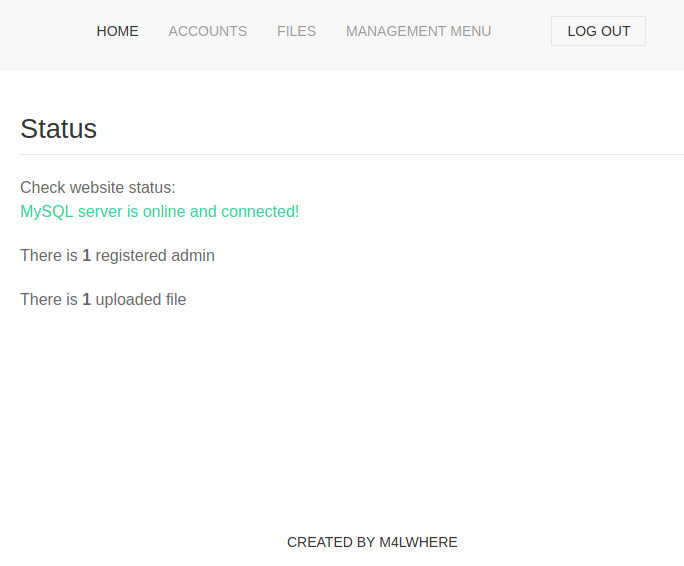 HOME ACCOUNTS FILES MANAGEMENT MENU LOG OUT
Status
Check website status:
MySQL server is online and connected!
There is 1 registered admin
There is 1 uploaded file
CREATED BY M4LWHERE